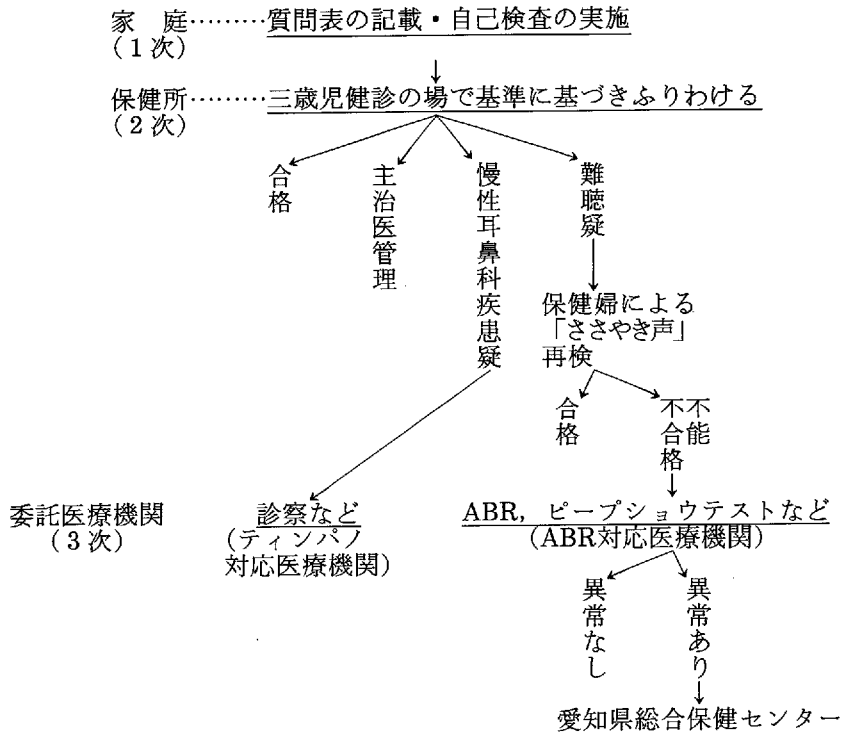 家　庭………質問表の記載・自己検査の実施
(1次)
保健所………三歳児健診の場で基準に基づきふりわける
(2次)
合格
主治医管理
慢性耳鼻科疾患疑
難聴疑
保健婦による
「ささやき声」
再検
合格
不能
不合格
委託医療機関
(3次)
診察など
(ティンパノ
対応医療機関)
ABR, ピープショウテストなど
(ABR対応医療機関)
異常なし
異常あり
愛知県総合保健センター